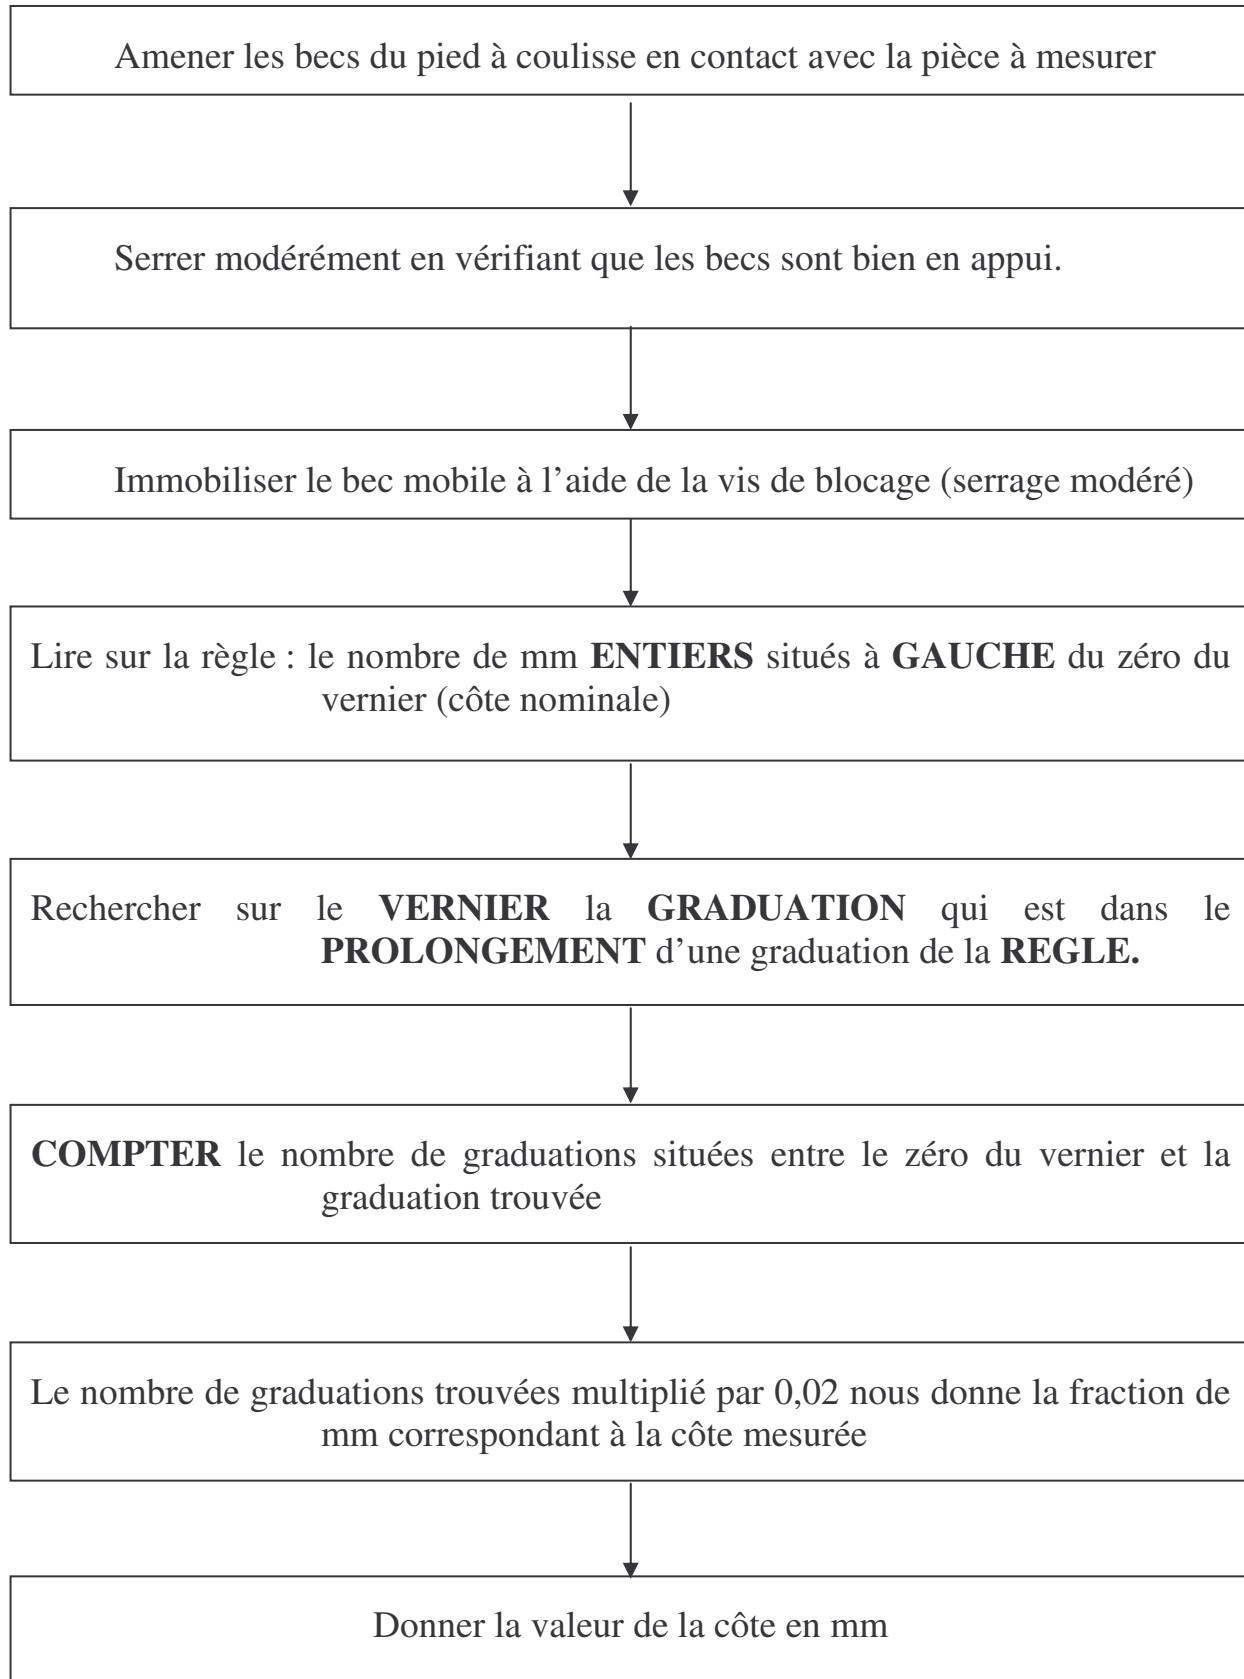 Amener les becs du pied à coulisse en contact avec la pièce à mesurer
Serrer modérément en vérifiant que les becs sont bien en appui.
Immobiliser le bec mobile à l’aide de la vis de blocage (serrage modéré)
Lire sur la règle : le nombre de mm ENTIERS situés à GAUCHE du zéro du
vernier (côte nominale)
Rechercher sur le VERNIER la GRADUATION qui est dans le
PROLONGEMENT d’une graduation de la REGLE.
COMPTER le nombre de graduations situées entre le zéro du vernier et la
graduation trouvée
Le nombre de graduations trouvées multiplié par 0,02 nous donne la fraction de
mm correspondant à la côte mesurée
Donner la valeur de la côte en mm